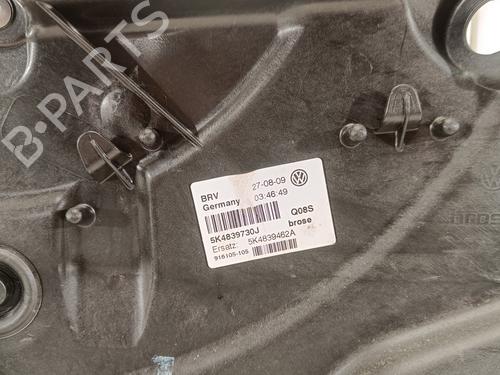 B-PARTS
BRV 27-08-09
Germany 03:46:49
5K4839730J Q08S
Ersatz: 5K4839462A brose
916105-105